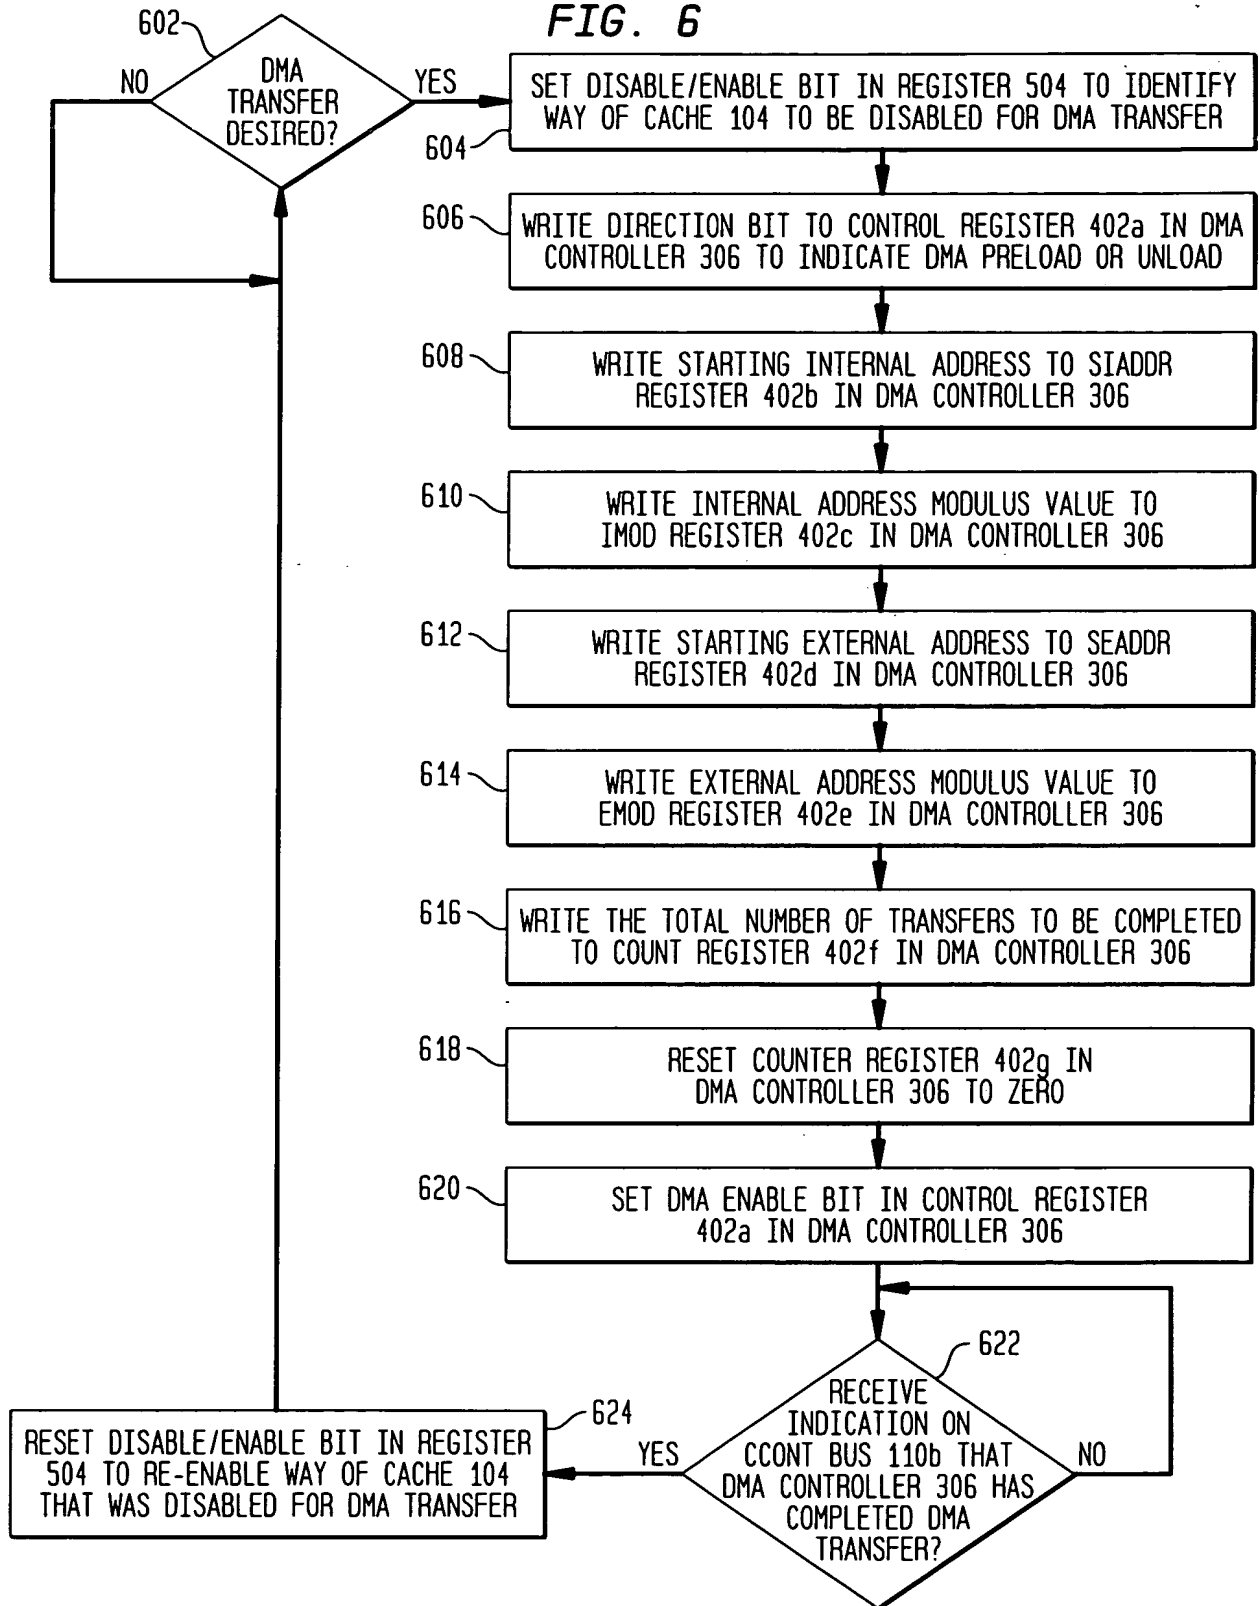 FIG. 6
602
DMA
TRANSFER
DESIRED?
NO
YES
SET DISABLE/ENABLE BIT IN REGISTER 504 TO IDENTIFY
WAY OF CACHE 104 TO BE DISABLED FOR DMA TRANSFER
604
606
WRITE DIRECTION BIT TO CONTROL REGISTER 402a IN DMA
CONTROLLER 306 TO INDICATE DMA PRELOAD OR UNLOAD
608
WRITE STARTING INTERNAL ADDRESS TO SIADDR
REGISTER 402b IN DMA CONTROLLER 306
610
WRITE INTERNAL ADDRESS MODULUS VALUE TO
IMOD REGISTER 402c IN DMA CONTROLLER 306
612
WRITE STARTING EXTERNAL ADDRESS TO SEADDR
REGISTER 402d IN DMA CONTROLLER 306
614
WRITE EXTERNAL ADDRESS MODULUS VALUE TO
EMOD REGISTER 402e IN DMA CONTROLLER 306
616
WRITE THE TOTAL NUMBER OF TRANSFERS TO BE COMPLETED
TO COUNT REGISTER 402f IN DMA CONTROLLER 306
618
RESET COUNTER REGISTER 402g IN
DMA CONTROLLER 306 TO ZERO
620
SET DMA ENABLE BIT IN CONTROL REGISTER
402a IN DMA CONTROLLER 306
622
RECEIVE
INDICATION ON
CCONT BUS 110b THAT
DMA CONTROLLER 306 HAS
COMPLETED DMA
TRANSFER?
NO
YES
624
RESET DISABLE/ENABLE BIT IN REGISTER
504 TO RE-ENABLE WAY OF CACHE 104
THAT WAS DISABLED FOR DMA TRANSFER